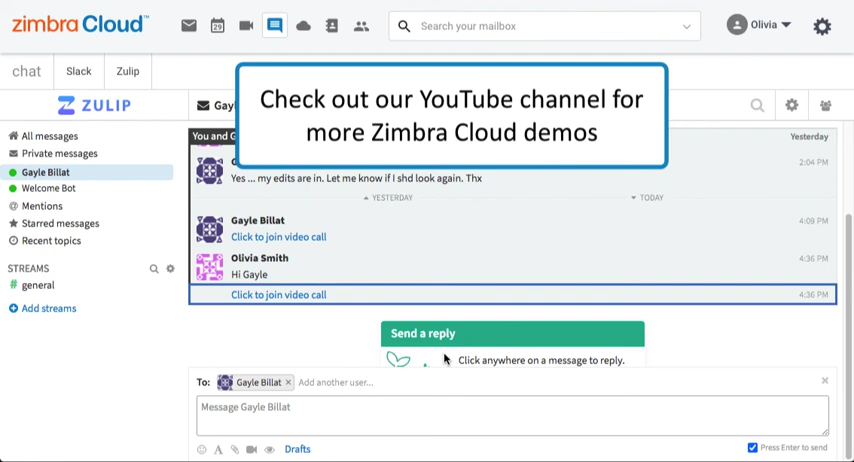 zimbra Cloud™
29
Search your mailbox
Olivia
chat
Slack
Zulip
ZULIP
Gay
Check out our YouTube channel for
more Zimbra Cloud demos
All messages
Private messages
Gayle Billat
Welcome Bot
@ Mentions
Starred messages
Recent topics
STREAMS
# general
Add streams
You and G
Yesterday
G
2:04 PM
Yes ... my edits are in. Let me know if I shd look again. Thx
YESTERDAY
TODAY
Gayle Billat
4:09 PM
Click to join video call
Olivia Smith
4:36 PM
Hi Gayle
Click to join video call
4:36 PM
Send a reply
Click anywhere on a message to reply.
To:
Gayle Billat ×
Add another user...
×
Message Gayle Billat
A
Drafts
Press Enter to send